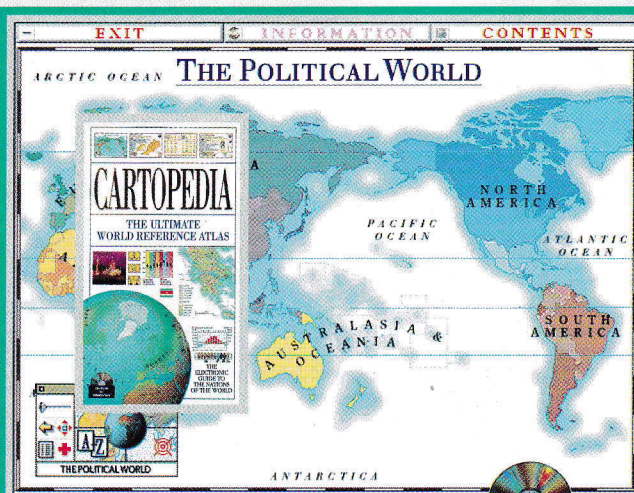 EXIT
INFORMATION
CONTENTS
ARCTIC OCEAN
THE POLITICAL WORLD
CARTOPEDIA
THE ULTIMATE
WORLD REFERENCE ATLAS
THE
ELECTRONIC
GUIDE TO
THE NATIONS
OF THE WORLD
NORTH
AMERICA
PACIFIC
OCEAN
ATLANTIC
OCEAN
SOUTH
AMERICA
AUSTRALASIA &
OCEANIA
AZ
THE POLITICAL WORLD
ANTARCTICA